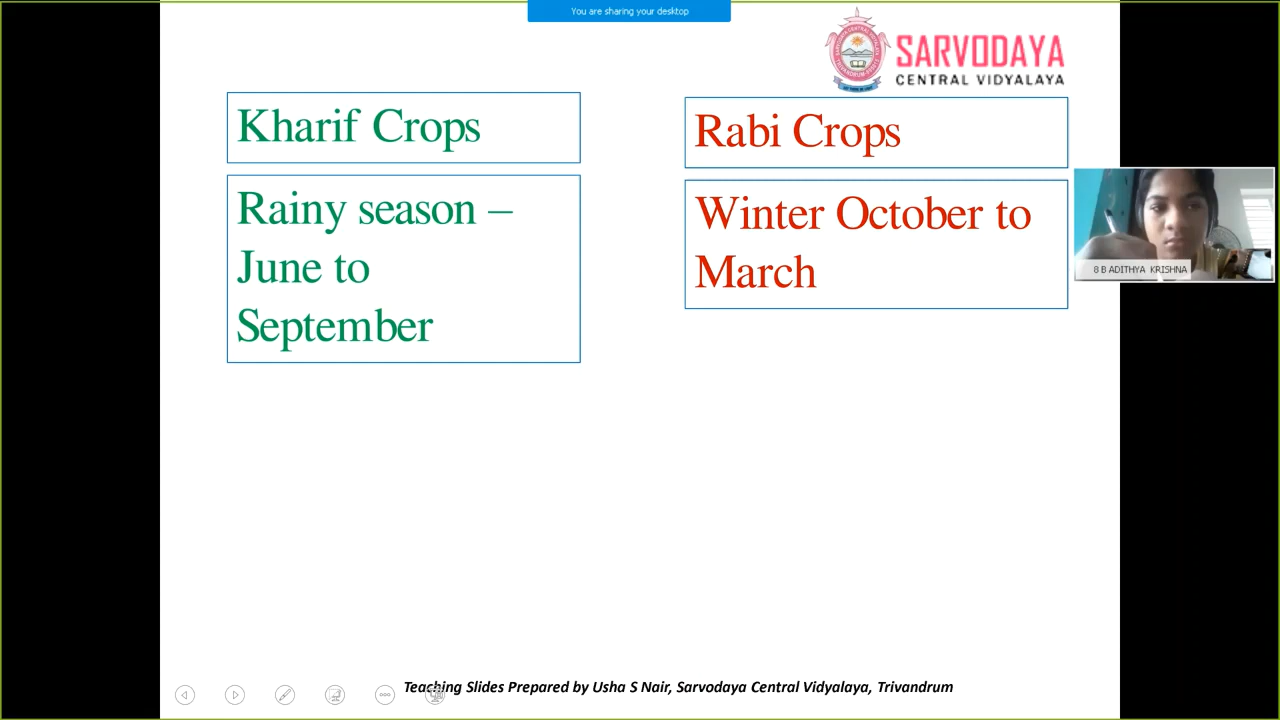 You are sharing your desktop
SARVODAYA
CENTRAL VIDYALAYA
Kharif Crops
Rainy season –
June to
September
Rabi Crops
Winter October to
March
8 B ADITHYA KRISHNA
Teaching Slides Prepared by Usha S Nair, Sarvodaya Central Vidyalaya, Trivandrum